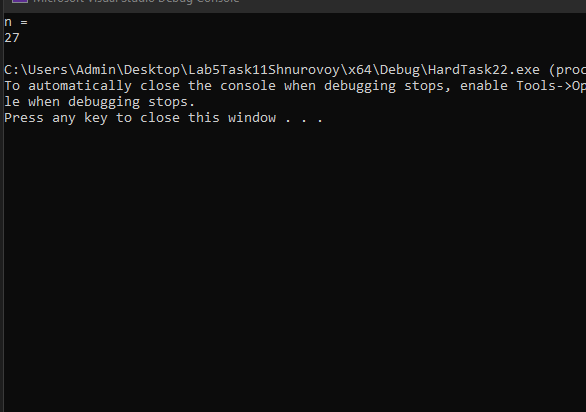 Microsoft Visual Studio Debug Console
n =
27
C:\Users\Admin\Desktop\Lab5Task11Shnurovoy\x64\Debug\HardTask22.exe (proc
To automatically close the console when debugging stops, enable Tools->Op
le when debugging stops.
Press any key to close this window . . .